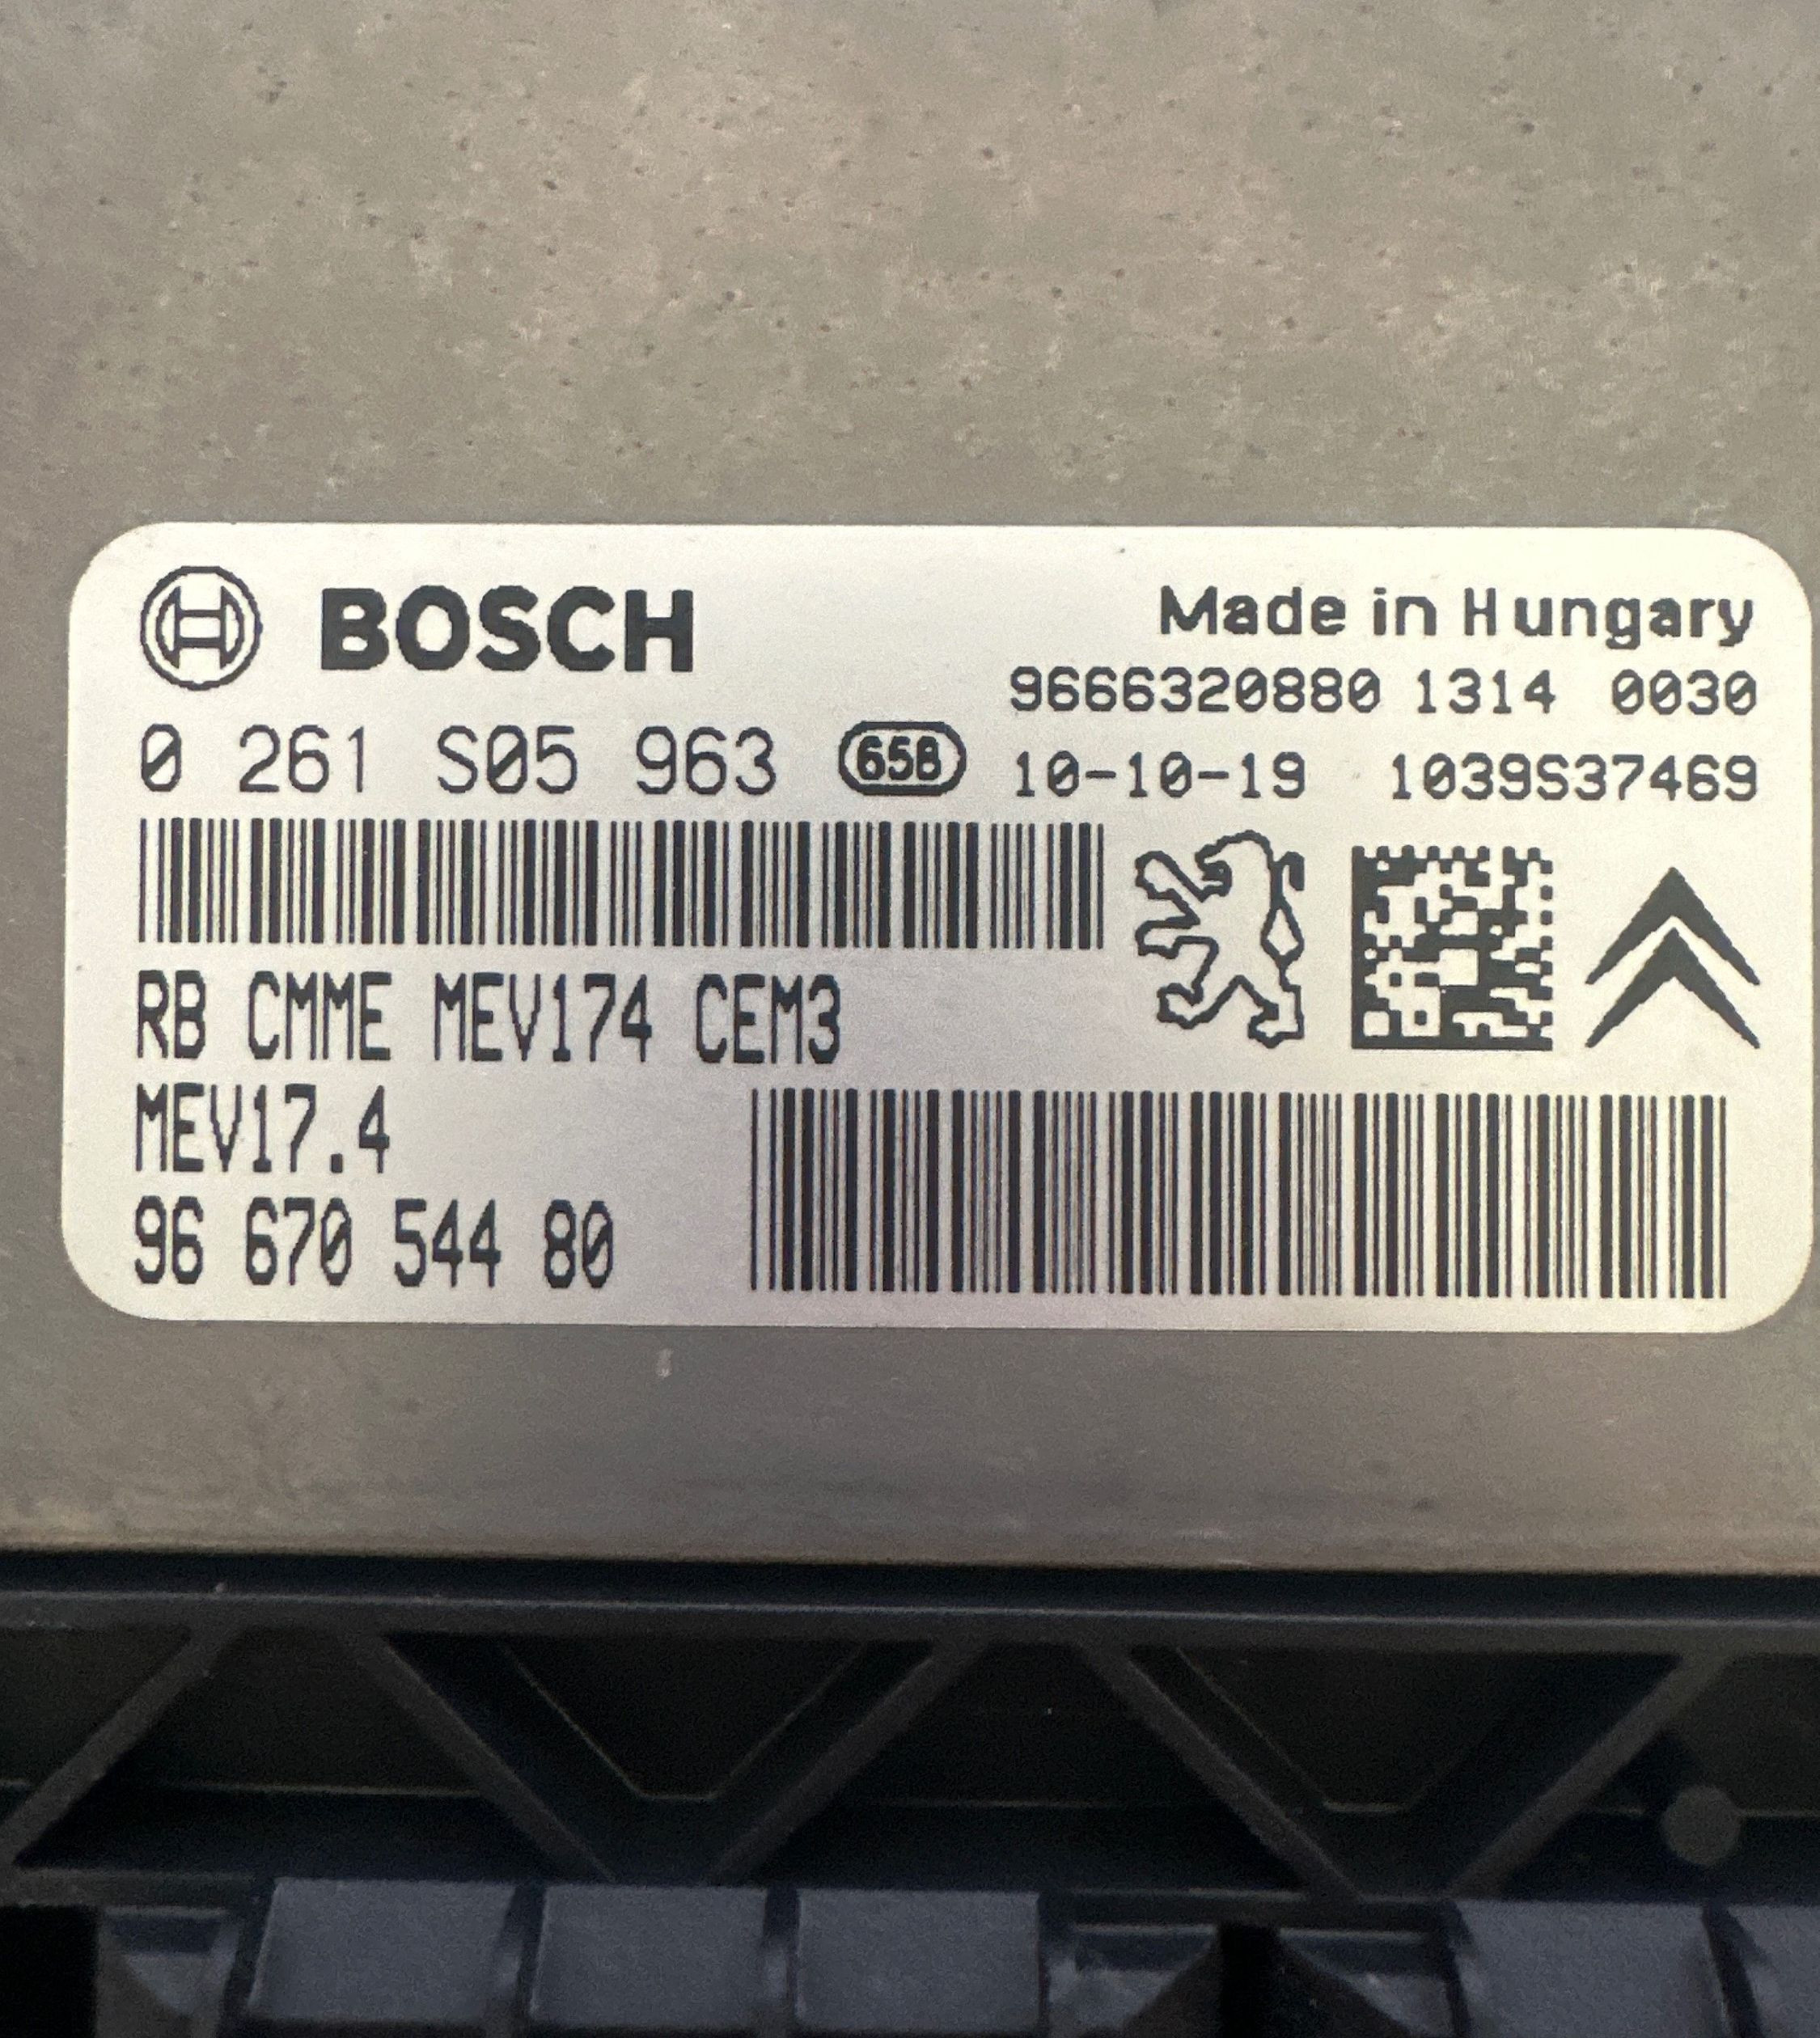 BOSCH
Made in Hungary
9666320880 1314 0030
0 261 S05 963 65B
10-10-19 1039S37469
RB CMME MEV174 CEM3
MEV17.4
96 670 544 80